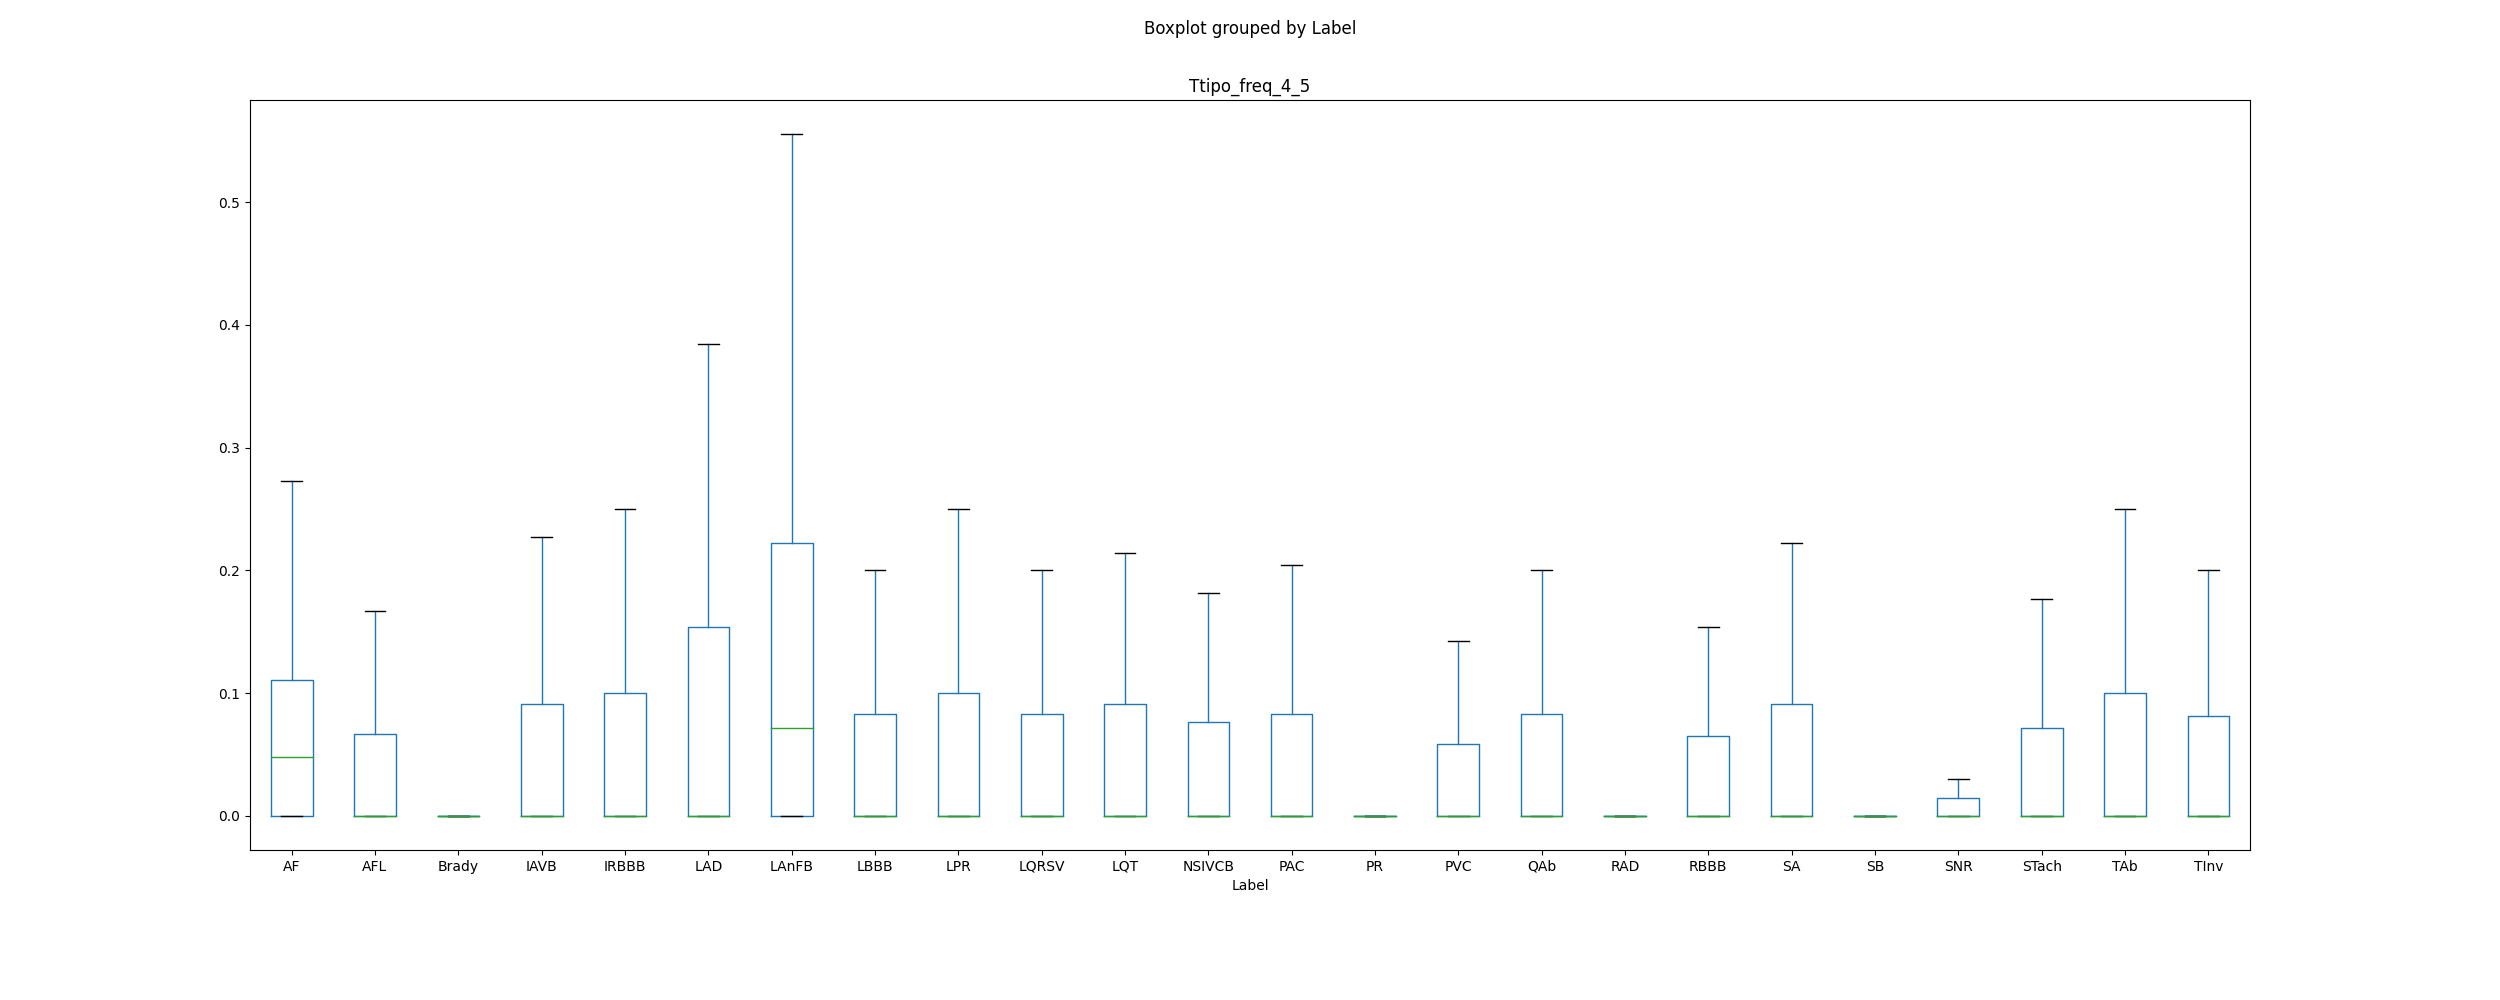 Boxplot grouped by Label
Ttipo_freq_4_5
0.5
0.4
0.3
0.2
0.1
0.0
AF AFL Brady IAVB IRBBB LAD LAnFB LBBB LPR LQRSV LQT NSIVCB PAC PR PVC QAb RAD RBBB SA SB SNR STach TAb TInv
Label